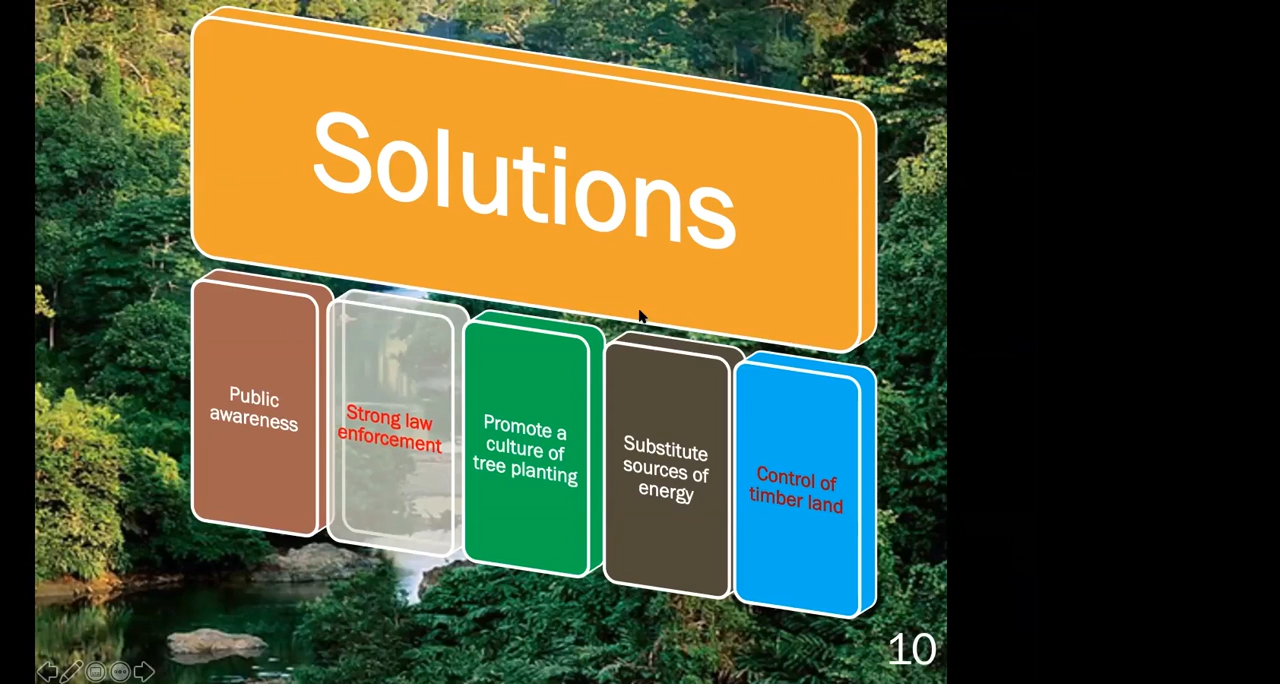 Solutions
Public
awareness
Strong law
enforcement
Promote a
culture of
tree planting
Substitute
sources of
energy
Control of
timber land
10